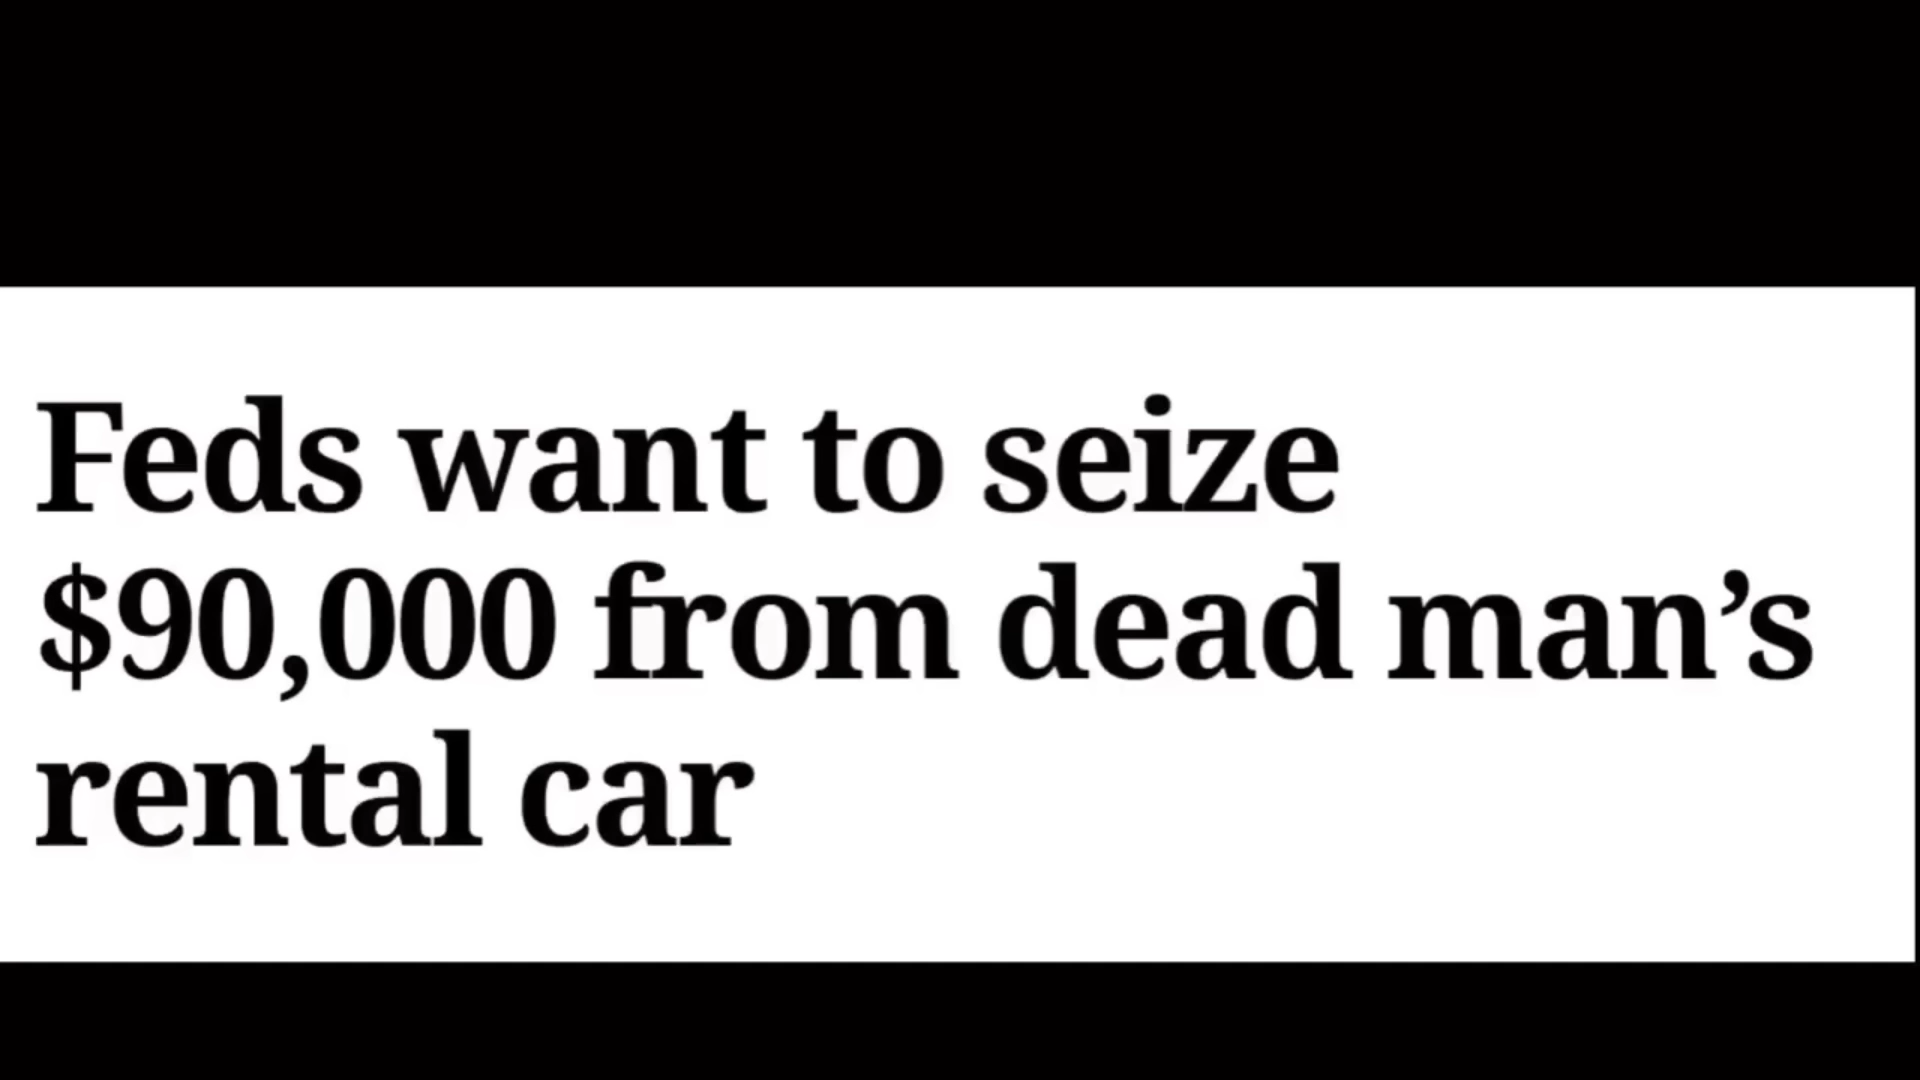 Feds want to seize
$90,000 from dead man’s
rental car